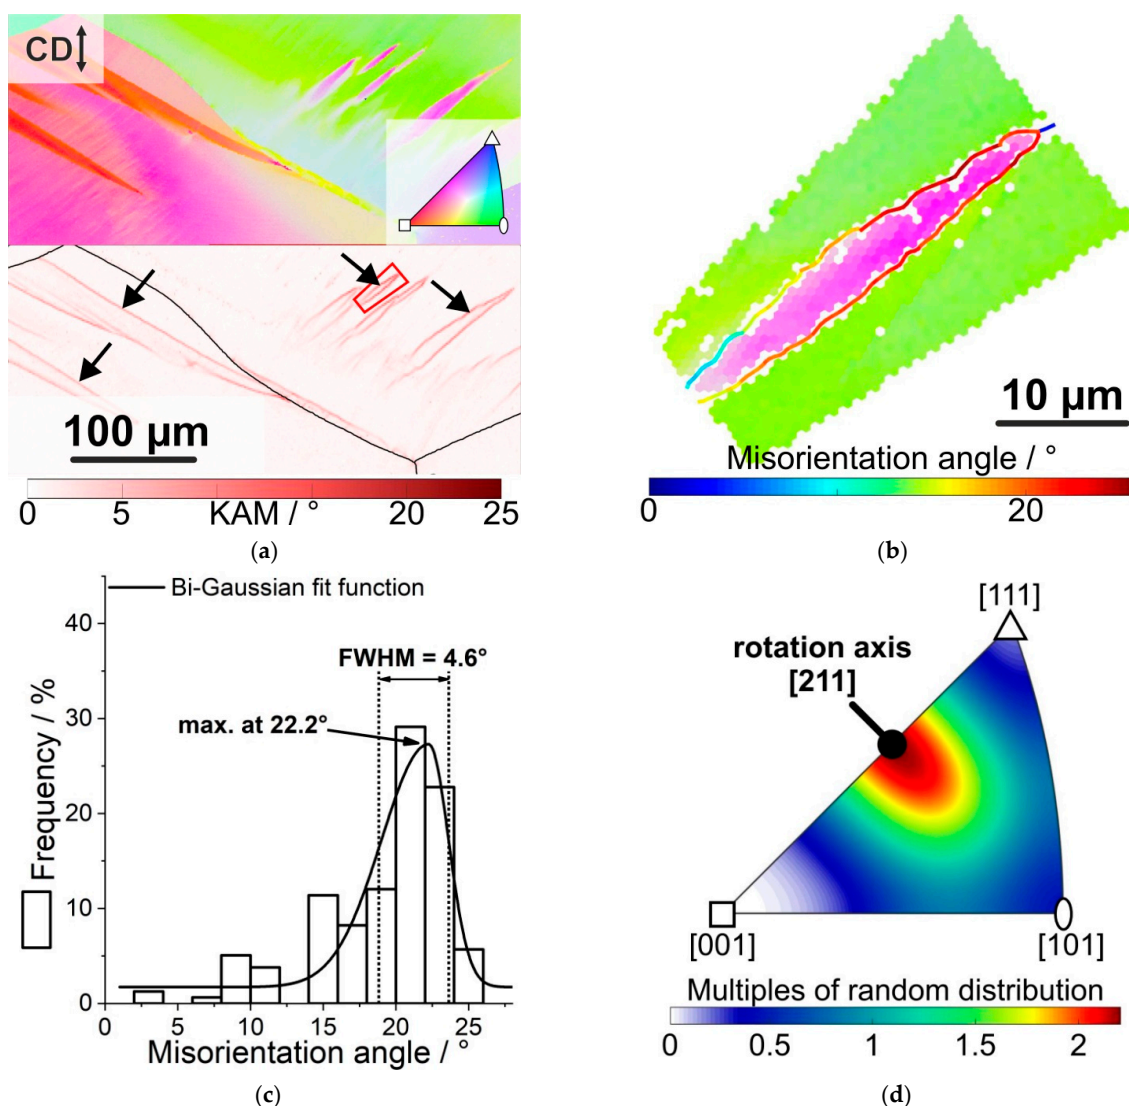 CD
100 µm
0 5 KAM / ° 20 25
(a)
10 µm
Misorientation angle / °
0 20
(b)
Bi-Gaussian fit function
40
FWHM = 4.6°
30
max. at 22.2°
20
10
0
Frequency / %
0 5 10 15 20 25
Misorientation angle / °
(c)
[111]
rotation axis
[211]
[001] [101]
Multiples of random distribution
0 0.5 1 1.5 2
(d)